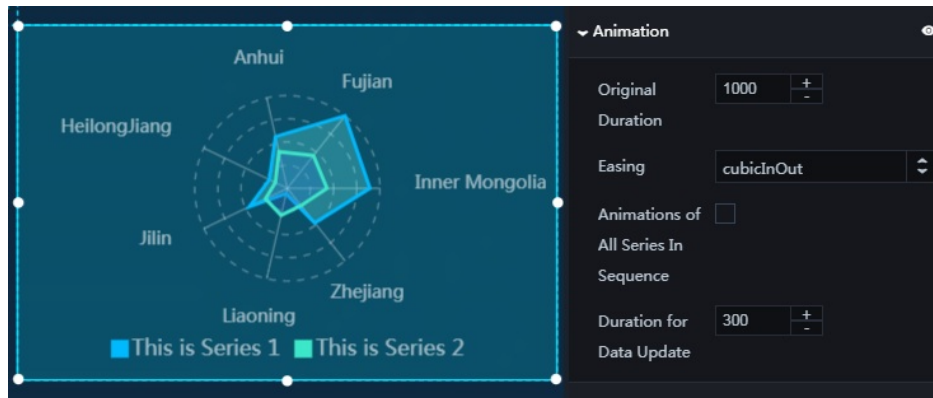 Anhui
Fujian
HeilongJiang
Inner Mongolia
Jilin
Zhejiang
Liaoning
This is Series 1 This is Series 2
Animation
Original
Duration
1000
+
-
Easing
cubicInOut
Animations of
All Series In
Sequence
Duration for
Data Update
300
+
-